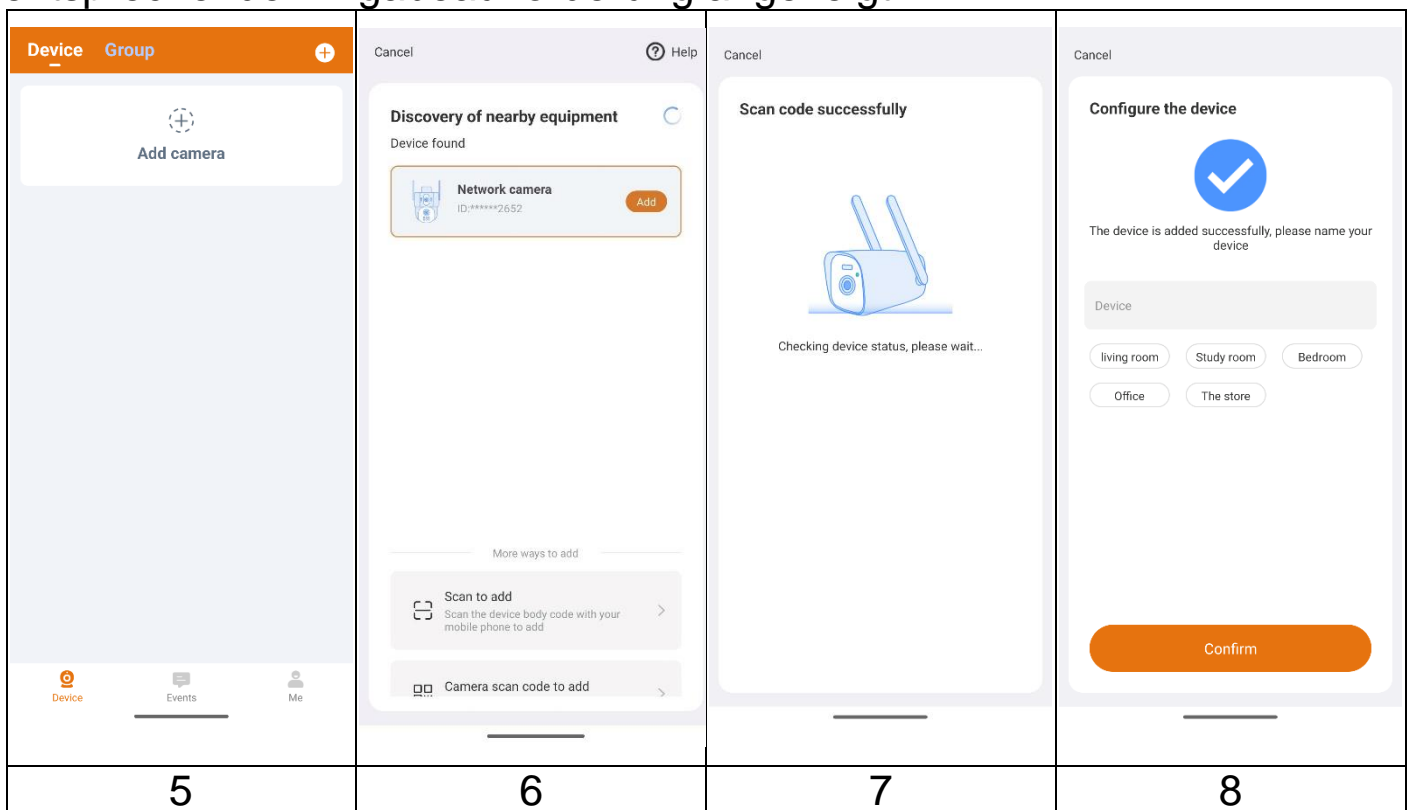 Device Group
Add camera
Device Events Me
5
Cancel Help
Discovery of nearby equipment
Device found
Network camera
ID:******2652
Add
More ways to add
Scan to add
Scan the device body code with your
mobile phone to add
Camera scan code to add
6
Cancel
Scan code successfully
Checking device status, please wait...
7
Cancel
Configure the device
The device is added successfully, please name your
device
Device
living room Study room Bedroom
Office The store
Confirm
8